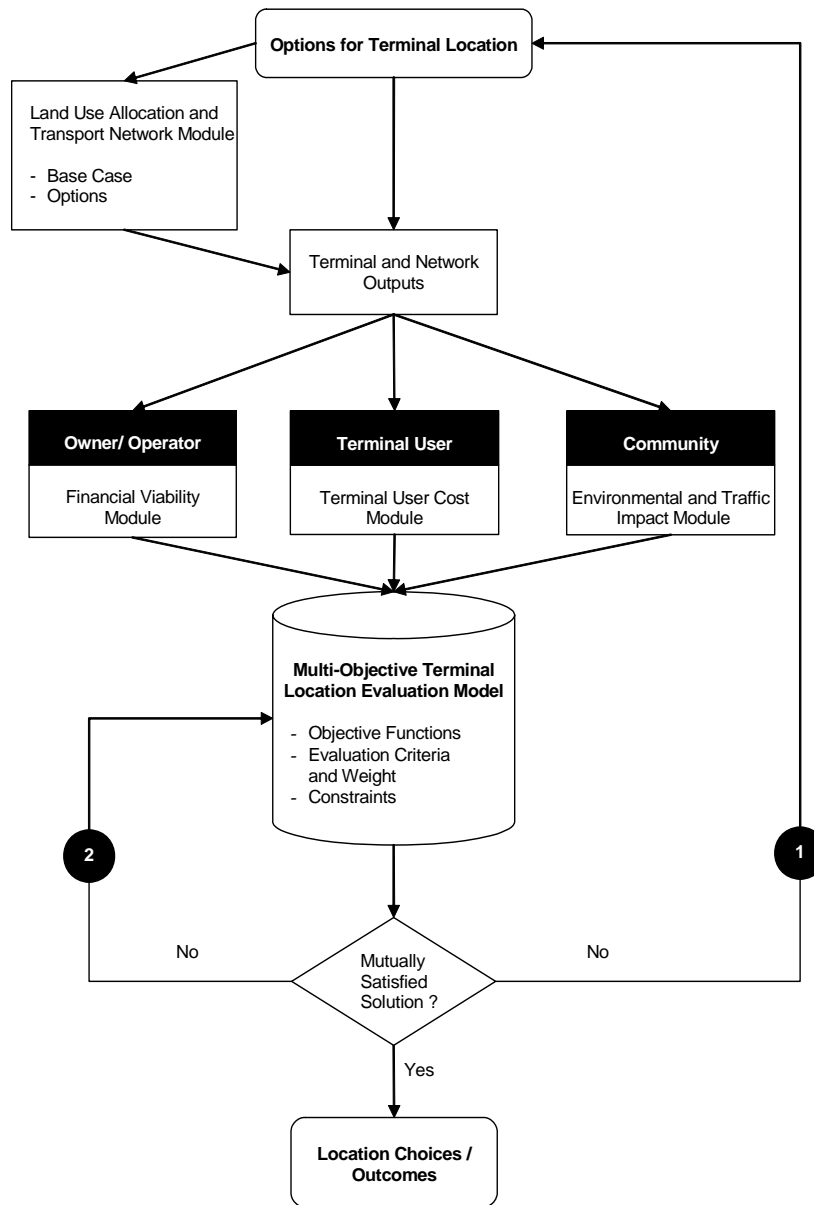 Options for Terminal Location
Land Use Allocation and
Transport Network Module
- Base Case
- Options
Terminal and Network
Outputs
Owner/ Operator
Financial Viability
Module
Terminal User
Terminal User Cost
Module
Community
Environmental and Traffic
Impact Module
Multi-Objective Terminal
Location Evaluation Model
- Objective Functions
- Evaluation Criteria
and Weight
- Constraints
2
1
No
Mutually
Satisfied
Solution ?
No
Yes
Location Choices /
Outcomes